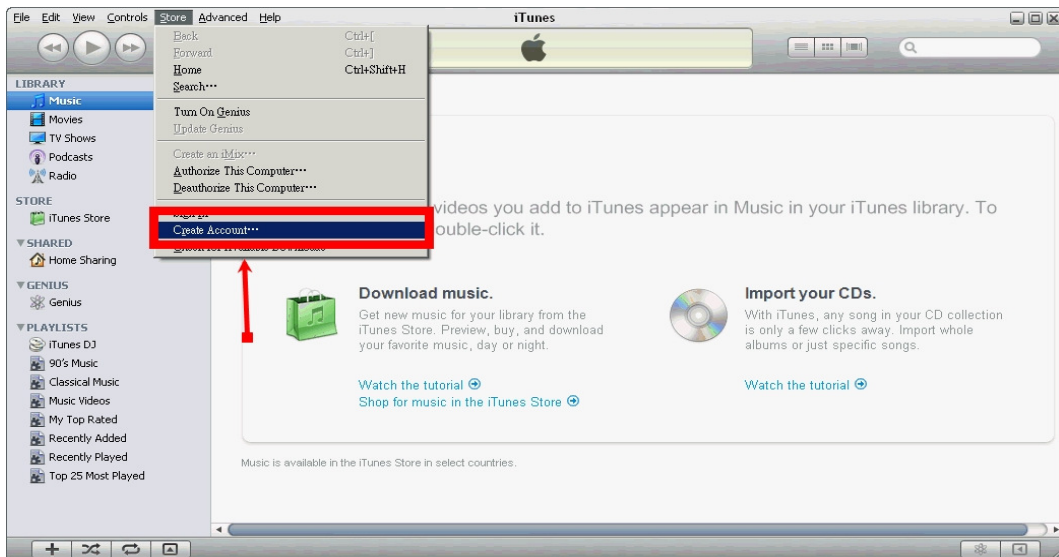 File Edit View Controls Store Advanced Help
iTunes
Back Ctrl+[
Forward Ctrl+]
Home Ctrl+Shift+H
Search···
Turn On Genius
Update Genius
Create an iMix···
Authorize This Computer···
Deauthorize This Computer···
Create Account···
LIBRARY
Music
Movies
TV Shows
Podcasts
Radio
STORE
iTunes Store
SHARED
Home Sharing
GENIUS
Genius
PLAYLISTS
iTunes DJ
90's Music
Classical Music
Music Videos
My Top Rated
Recently Added
Recently Played
Top 25 Most Played
videos you add to iTunes appear in Music in your iTunes library. To
ouble-click it.
Download music.
Get new music for your library from the
iTunes Store. Preview, buy, and download
your favorite music, day or night.
Watch the tutorial
Shop for music in the iTunes Store
Import your CDs.
With iTunes, any song in your CD collection
is only a few clicks away. Import whole
albums or just specific songs.
Watch the tutorial
Music is available in the iTunes Store in select countries.